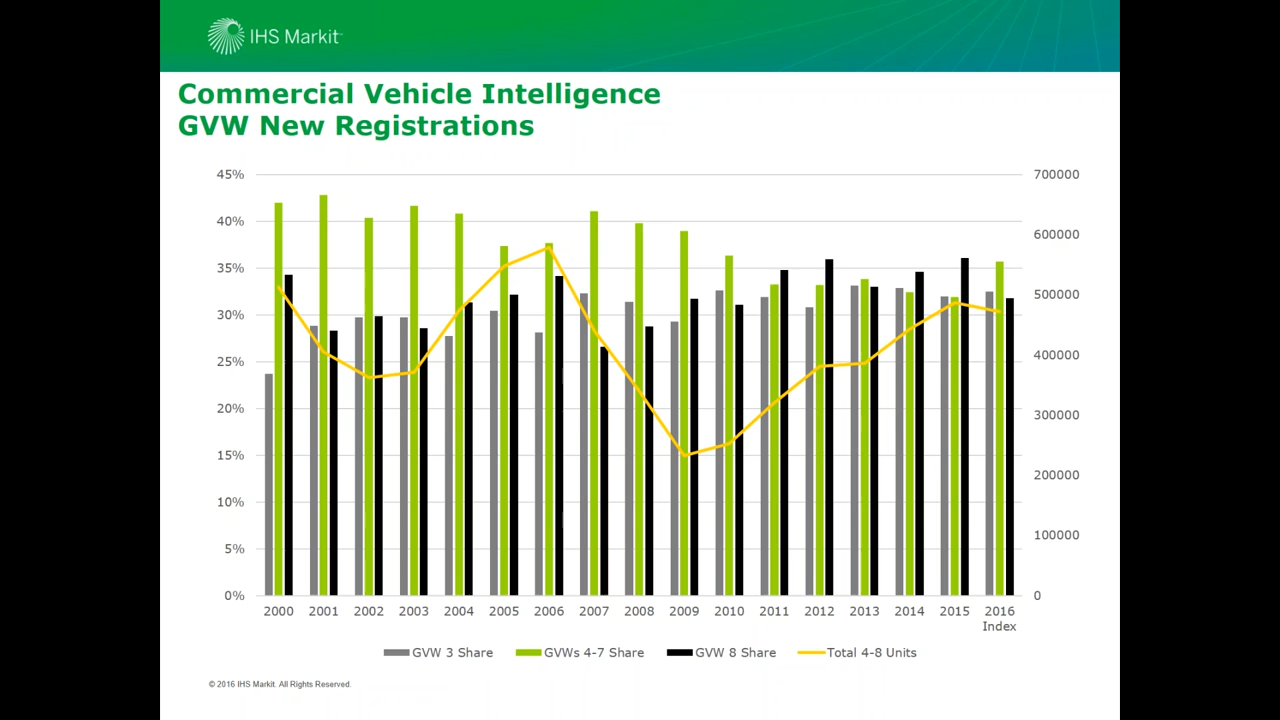 IHS Markit
Commercial Vehicle Intelligence
GVW New Registrations
45%
40%
35%
30%
25%
20%
15%
10%
5%
0%
700000
600000
500000
400000
300000
200000
100000
0
2000 2001 2002 2003 2004 2005 2006 2007 2008 2009 2010 2011 2012 2013 2014 2015 2016
Index
GVW 3 Share GVWs 4-7 Share GVW 8 Share Total 4-8 Units
© 2016 IHS Markit. All Rights Reserved.